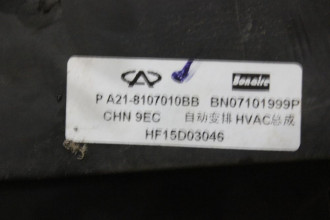 Bonaire
P A21-8107010BB BN07101999P
CHN 9EC 自动空调 HVAC总成
HF15D03046